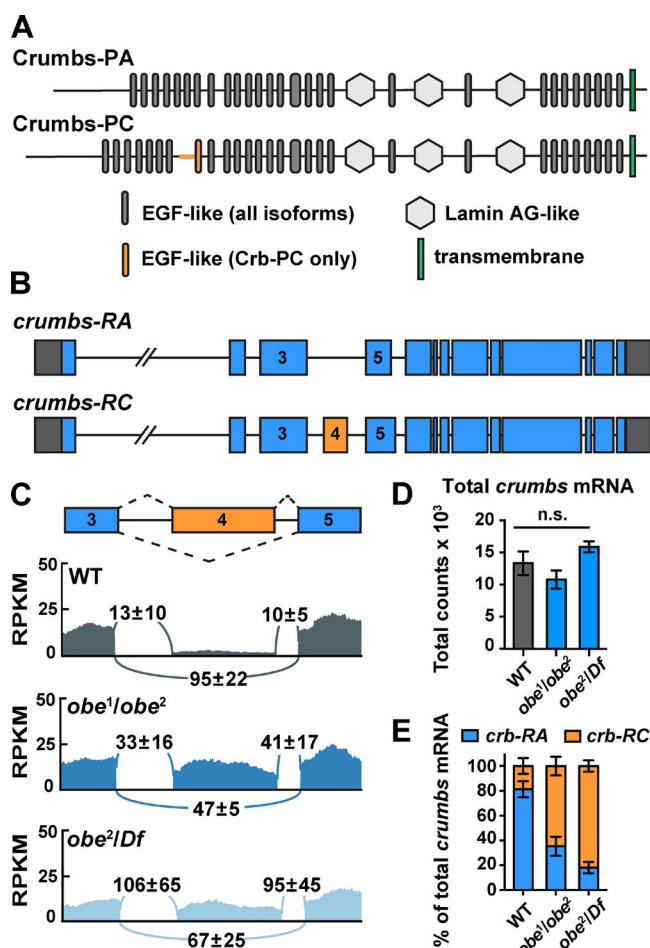 A
Crumbs-PA
Crumbs-PC
EGF-like (all isoforms)
Lamin AG-like
EGF-like (Crb-PC only)
transmembrane
B
crumbs-RA
3
5
crumbs-RC
3
4
5
C
3
4
5
WT
50
25
0
RPKM
13±10
10±5
95±22
obe¹/obe²
50
25
0
RPKM
33±16
41±17
47±5
obe²/Df
50
25
0
RPKM
106±65
95±45
67±25
D
Total crumbs mRNA
n.s.
Total counts x 10³
20
15
10
5
0
WT
obe¹/obe²
obe²/Df
E
crb-RA
crb-RC
% of total crumbs mRNA
100
80
60
40
20
0
WT
obe¹/obe²
obe²/Df